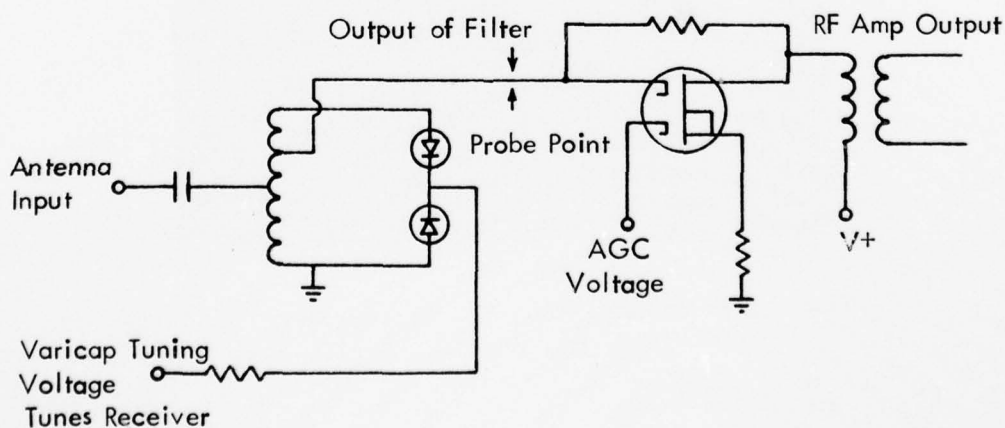 Output of Filter
RF Amp Output
Probe Point
Antenna
Input
AGC
Voltage
V+
Varicap Tuning
Voltage
Tunes Receiver